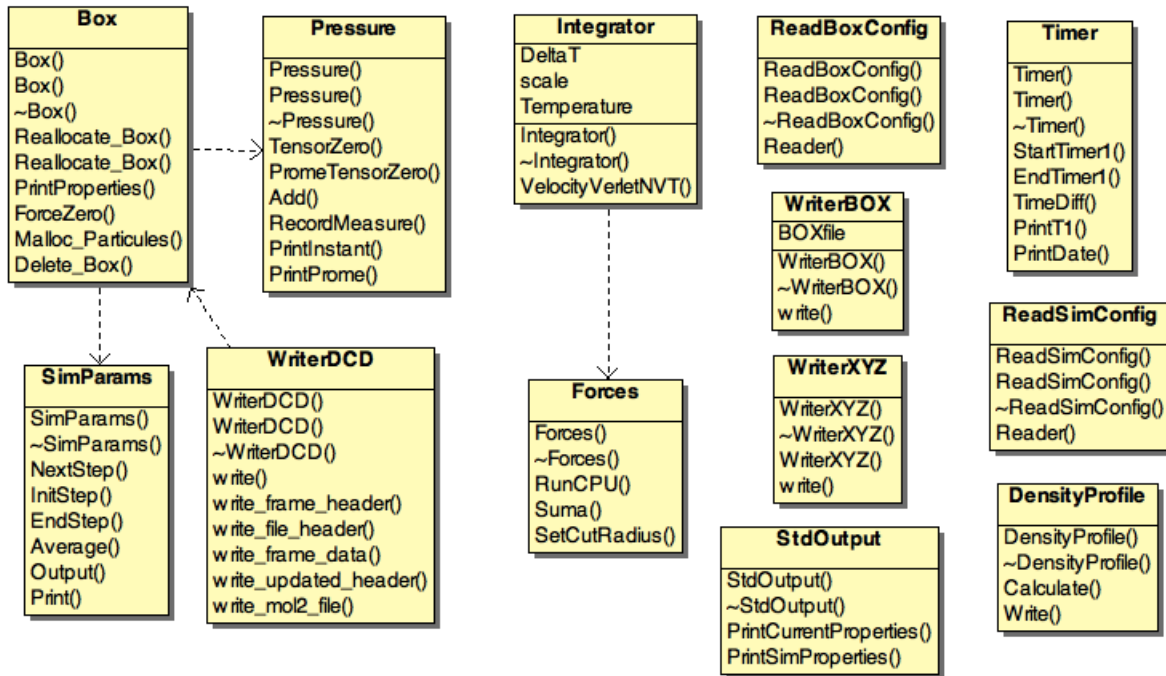 Box
Box()
Box()
~Box()
Reallocate_Box()
Reallocate_Box()
PrintProperties()
ForceZero()
Malloc_Particules()
Delete_Box()
Pressure
Pressure()
Pressure()
~Pressure()
TensorZero()
PromeTensorZero()
Add()
RecordMeasure()
PrintInstant()
PrintProme()
SimParams
SimParams()
~SimParams()
NextStep()
InitStep()
EndStep()
Average()
Output()
Print()
WriterDCD
WriterDCD()
WriterDCD()
~WriterDCD()
write()
write_frame_header()
write_file_header()
write_frame_data()
write_updated_header()
write_mol2_file()
Integrator
DeltaT
scale
Temperature
Integrator()
~Integrator()
VelocityVerletNVT()
Forces
Forces()
~Forces()
RunCPU()
Suma()
SetCutRadius()
ReadBoxConfig
ReadBoxConfig()
ReadBoxConfig()
~ReadBoxConfig()
Reader()
WriterBOX
BOXfile
WriterBOX()
~WriterBOX()
write()
WriterXYZ
WriterXYZ()
~WriterXYZ()
WriterXYZ()
write()
StdOutput
StdOutput()
~StdOutput()
PrintCurrentProperties()
PrintSimProperties()
Timer
Timer()
Timer()
~Timer()
StartTimer1()
EndTimer1()
TimeDiff()
PrintT1()
PrintDate()
ReadSimConfig
ReadSimConfig()
ReadSimConfig()
~ReadSimConfig()
Reader()
DensityProfile
DensityProfile()
~DensityProfile()
Calculate()
Write()